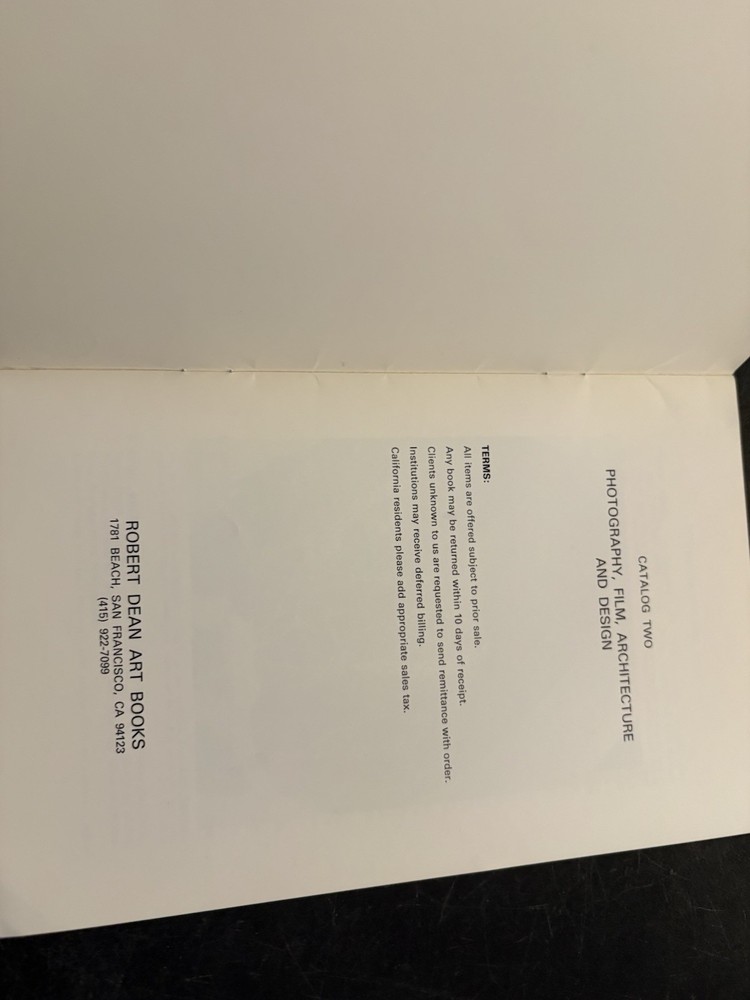 CATALOG TWO
PHOTOGRAPHY, FILM, ARCHITECTURE
AND DESIGN
TERMS:
All items are offered subject to prior sale.
Any book may be returned within 10 days of receipt.
Clients unknown to us are requested to send remittance with order.
Institutions may receive deferred billing.
California residents please add appropriate sales tax.
ROBERT DEAN ART BOOKS
1781 BEACH, SAN FRANCISCO, CA 94123
(415) 922-7099